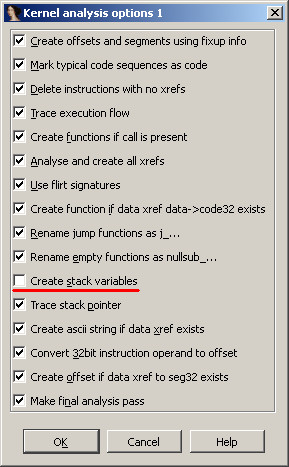 Kernel analysis options 1
Create offsets and segments using fixup info
Mark typical code sequences as code
Delete instructions with no xrefs
Trace execution flow
Create functions if call is present
Analyse and create all xrefs
Use flirt signatures
Create function if data xref data->code32 exists
Rename jump functions as j_...
Rename empty functions as nullsub_...
Create stack variables
Trace stack pointer
Create ascii string if data xref exists
Convert 32bit instruction operand to offset
Create offset if data xref to seg32 exists
Make final analysis pass
OK Cancel Help